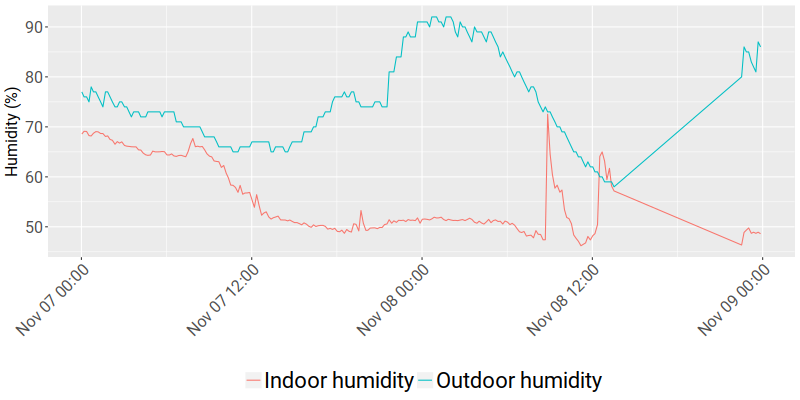 Humidity (%)
90
80
70
60
50
Nov 07 00:00
Nov 07 12:00
Nov 08 00:00
Nov 08 12:00
Nov 09 00:00
Indoor humidity Outdoor humidity